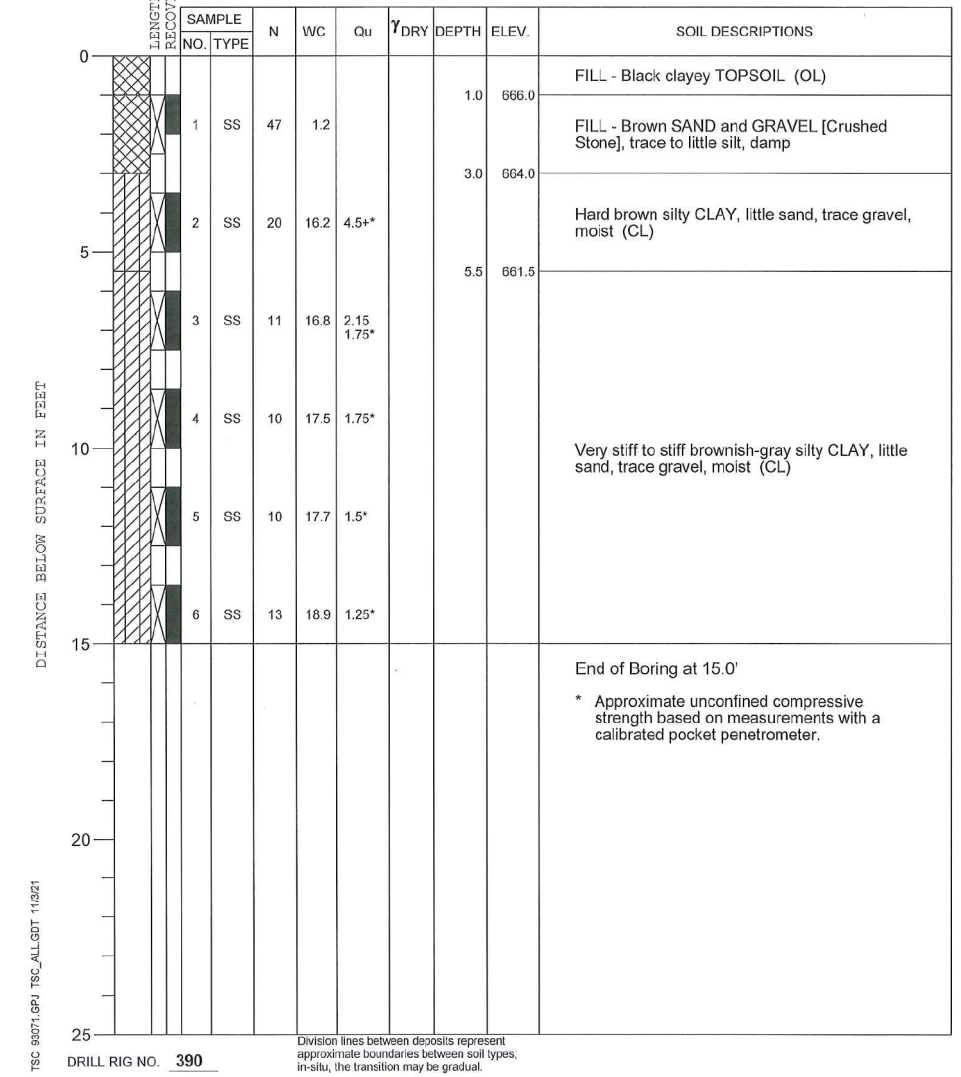 SAMPLE
N WC Qu γDRY DEPTH ELEV. SOIL DESCRIPTIONS
NO. TYPE
0
FILL - Black clayey TOPSOIL (OL)
1.0 666.0
1 SS 47 1.2
FILL - Brown SAND and GRAVEL [Crushed
Stone], trace to little silt, damp
3.0 664.0
2 SS 20 16.2 4.5+*
Hard brown silty CLAY, little sand, trace gravel,
moist (CL)
5
5.5 661.5
3 SS 11 16.8 2.15
1.75*
4 SS 10 17.5 1.75*
10
Very stiff to stiff brownish-gray silty CLAY, little
sand, trace gravel, moist (CL)
5 SS 10 17.7 1.5*
6 SS 13 18.9 1.25*
15
End of Boring at 15.0'
* Approximate unconfined compressive
strength based on measurements with a
calibrated pocket penetrometer.
20
25
DISTANCE BELOW SURFACE IN FEET
TSC 93071.GPJ TSC_ALL.GDT 11/3/21
DRILL RIG NO. 390
Division lines between deposits represent
approximate boundaries between soil types;
in-situ, the transition may be gradual.